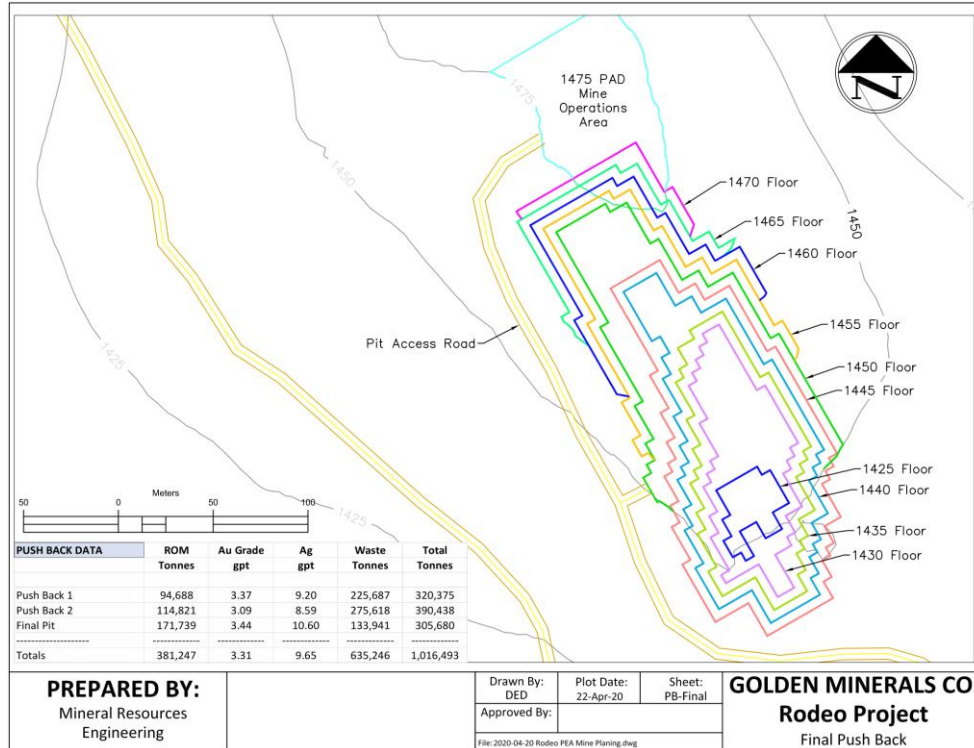 1475 PAD
Mine
Operations
Area
N
1475
1450
1450
1425
1425
1470 Floor
1465 Floor
1460 Floor
1455 Floor
1450 Floor
1445 Floor
1425 Floor
1440 Floor
1435 Floor
1430 Floor
Pit Access Road
Meters
50 0 50 100
PUSH BACK DATA ROM Tonnes Au Grade gpt Ag gpt Waste Tonnes Total Tonnes
Push Back 1 94,688 3.37 9.20 225,687 320,375
Push Back 2 114,821 3.09 8.59 275,618 390,438
Final Pit 171,739 3.44 10.60 133,941 305,680
Totals 381,247 3.31 9.65 635,246 1,016,493
PREPARED BY:
Mineral Resources
Engineering
Drawn By: DED
Plot Date: 22-Apr-20
Sheet: PB-Final
Approved By:
File:2020-04-20 Rodeo PEA Mine Planing.dwg
GOLDEN MINERALS CO
Rodeo Project
Final Push Back